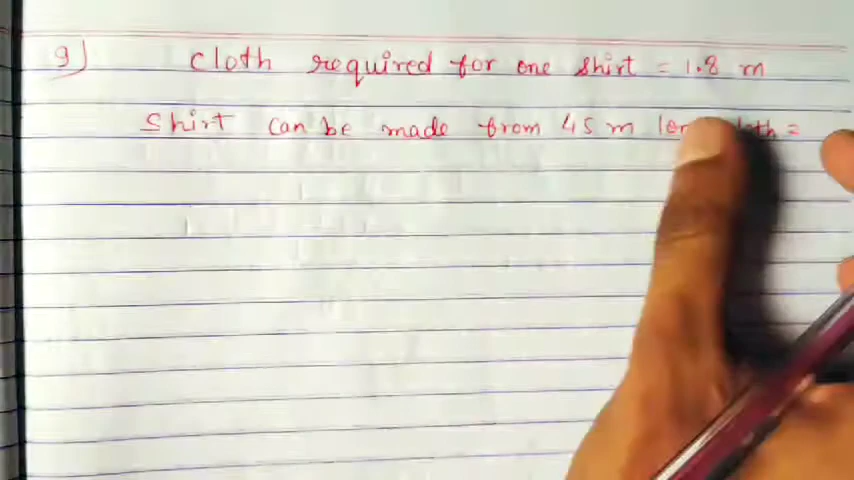 9) cloth required for one shirt = 1.8 m
Shirt can be made from 45 m =